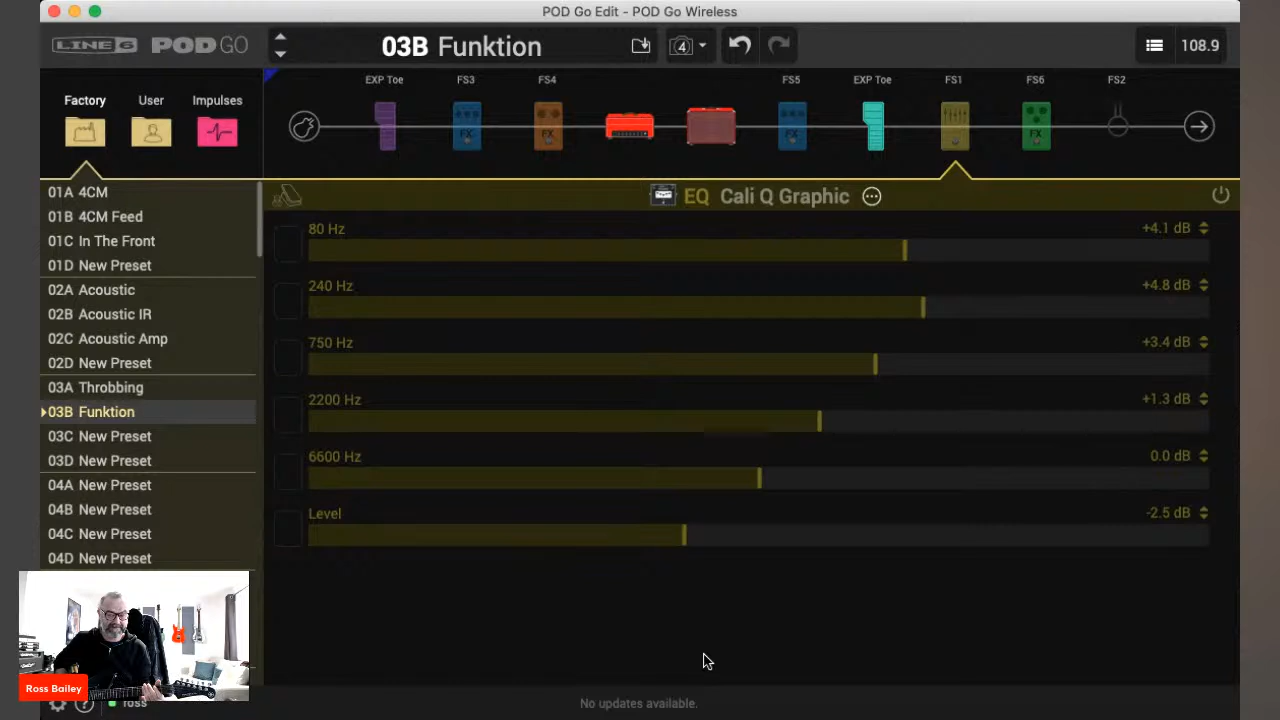 POD Go Edit - POD Go Wireless
LINE 6 POD GO
03B Funktion
4
108.9
Factory
User
Impulses
EXP Toe
FS3
FS4
FS5
EXP Toe
FS1
FS6
FS2
FX
FX
FX
FX
01A 4CM
01B 4CM Feed
01C In The Front
01D New Preset
02A Acoustic
02B Acoustic IR
02C Acoustic Amp
02D New Preset
03A Throbbing
03B Funktion
03C New Preset
03D New Preset
04A New Preset
04B New Preset
04C New Preset
04D New Preset
EQ Cali Q Graphic
80 Hz +4.1 dB
240 Hz +4.8 dB
750 Hz +3.4 dB
2200 Hz +1.3 dB
6600 Hz 0.0 dB
Level -2.5 dB
Ross Bailey
ross
No updates available.